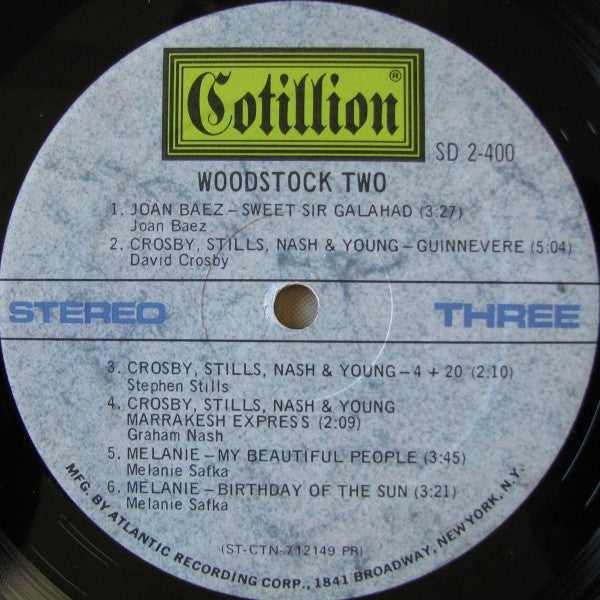 Cotillion®
SD 2-400
WOODSTOCK TWO
1. JOAN BAEZ – SWEET SIR GALAHAD (3:27)
Joan Baez
2. CROSBY, STILLS, NASH & YOUNG – GUINNEVERE (5:04)
David Crosby
STEREO THREE
3. CROSBY, STILLS, NASH & YOUNG – 4 + 20 (2:10)
Stephen Stills
4. CROSBY, STILLS, NASH & YOUNG
MARRAKESH EXPRESS (2:09)
Graham Nash
5. MELANIE – MY BEAUTIFUL PEOPLE (3:45)
Melanie Safka
6. MELANIE – BIRTHDAY OF THE SUN (3:21)
Melanie Safka
(ST-CTN-712149 PR)
MFG. BY ATLANTIC RECORDING CORP., 1841 BROADWAY, NEW YORK, N.Y.